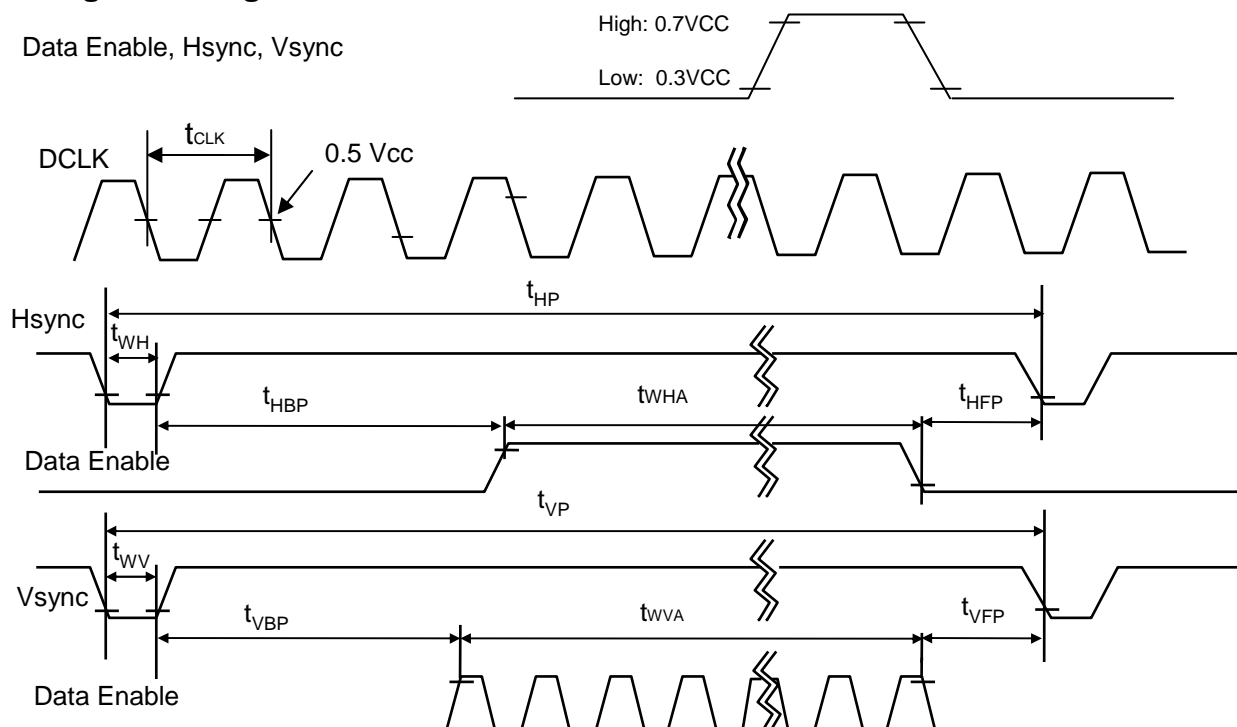 Data Enable, Hsync, Vsync
High: 0.7VCC
Low: 0.3VCC
tCLK
DCLK
0.5 Vcc
tHP
Hsync
tWH
tHBP
tWHA
tHFP
Data Enable
tVP
tWV
Vsync
tVBP
tWVA
tVFP
Data Enable